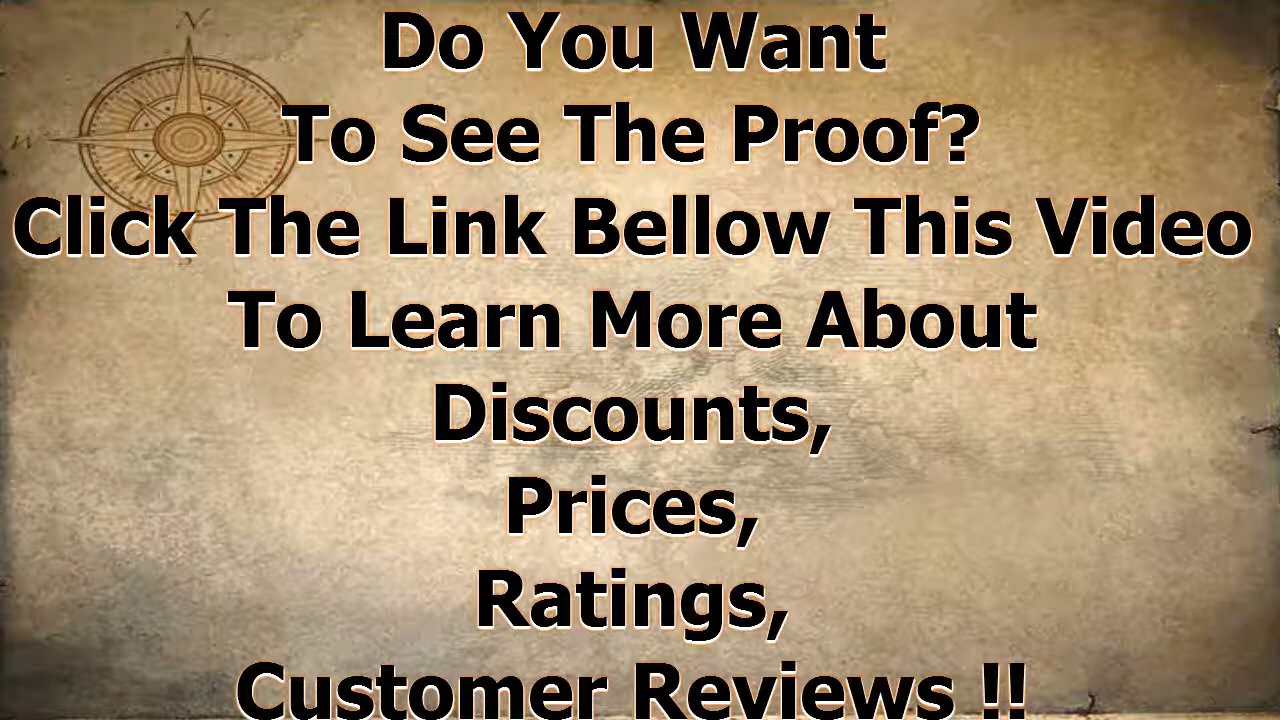 N
W
Do You Want
To See The Proof?
Click The Link Bellow This Video
To Learn More About
Discounts,
Prices,
Ratings,
Customer Reviews !!